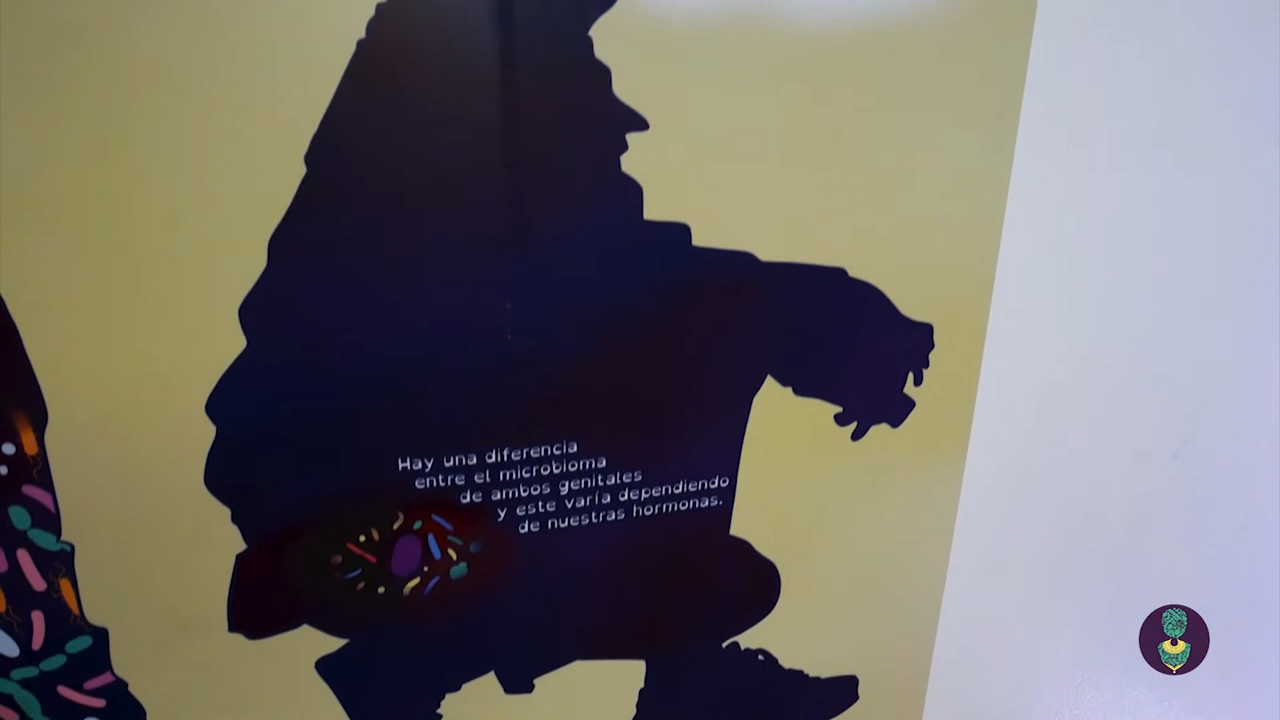 Hay una diferencia
entre el microbioma
de ambos genitales
y este varía dependiendo
de nuestras hormonas.